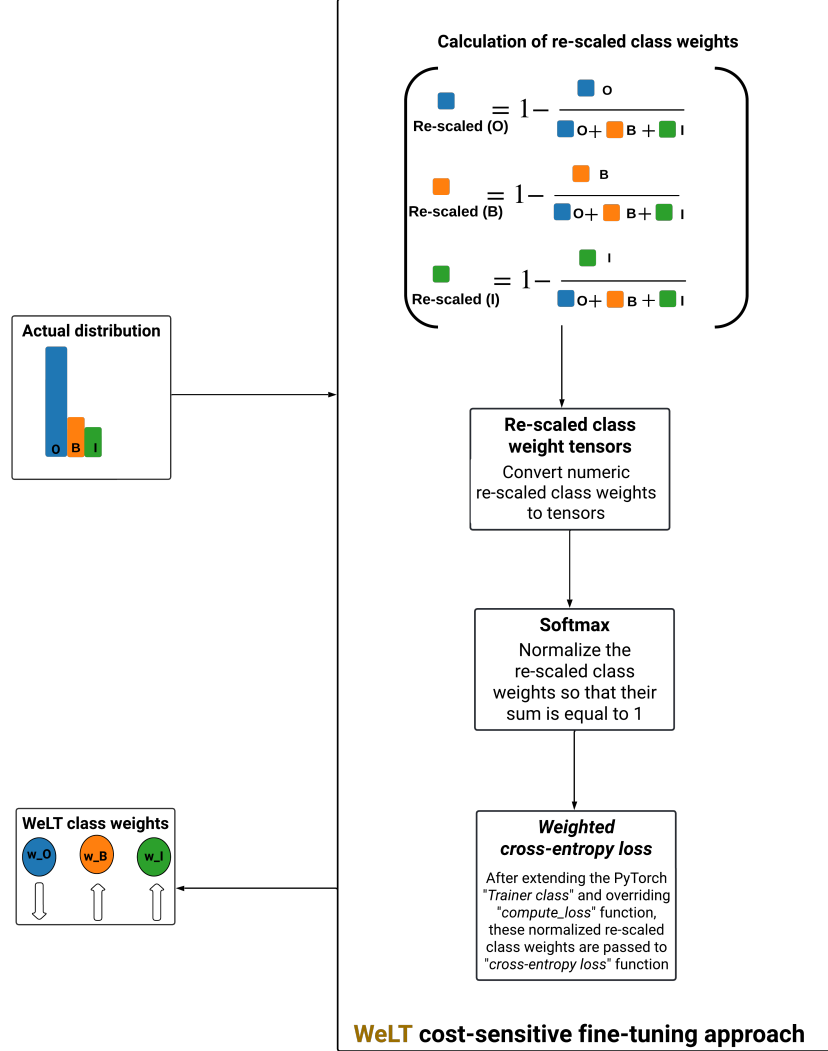 Calculation of re-scaled class weights
O
Re-scaled (O) = 1 −
O + B + I
B
Re-scaled (B) = 1 −
O + B + I
I
Re-scaled (I) = 1 −
O + B + I
Actual distribution
O B I
Re-scaled class
weight tensors
Convert numeric
re-scaled class weights
to tensors
Softmax
Normalize the
re-scaled class
weights so that their
sum is equal to 1
WeLT class weights
w_O w_B w_I
Weighted
cross-entropy loss
After extending the PyTorch
"Trainer class" and overriding
"compute_loss" function,
these normalized re-scaled
class weights are passed to
"cross-entropy loss" function
WeLT cost-sensitive fine-tuning approach